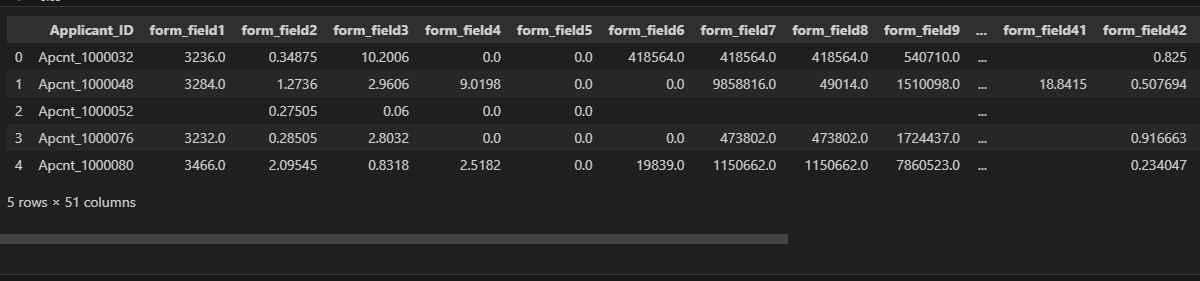 Applicant_ID form_field1 form_field2 form_field3 form_field4 form_field5 form_field6 form_field7 form_field8 form_field9 ... form_field41 form_field42
0 Apcnt_1000032 3236.0 0.34875 10.2006 0.0 0.0 418564.0 418564.0 418564.0 540710.0 ... 0.825
1 Apcnt_1000048 3284.0 1.2736 2.9606 9.0198 0.0 0.0 9858816.0 49014.0 1510098.0 ... 18.8415 0.507694
2 Apcnt_1000052 0.27505 0.06 0.0 0.0 ...
3 Apcnt_1000076 3232.0 0.28505 2.8032 0.0 0.0 0.0 473802.0 473802.0 1724437.0 ... 0.916663
4 Apcnt_1000080 3466.0 2.09545 0.8318 2.5182 0.0 19839.0 1150662.0 1150662.0 7860523.0 ... 0.234047
5 rows × 51 columns